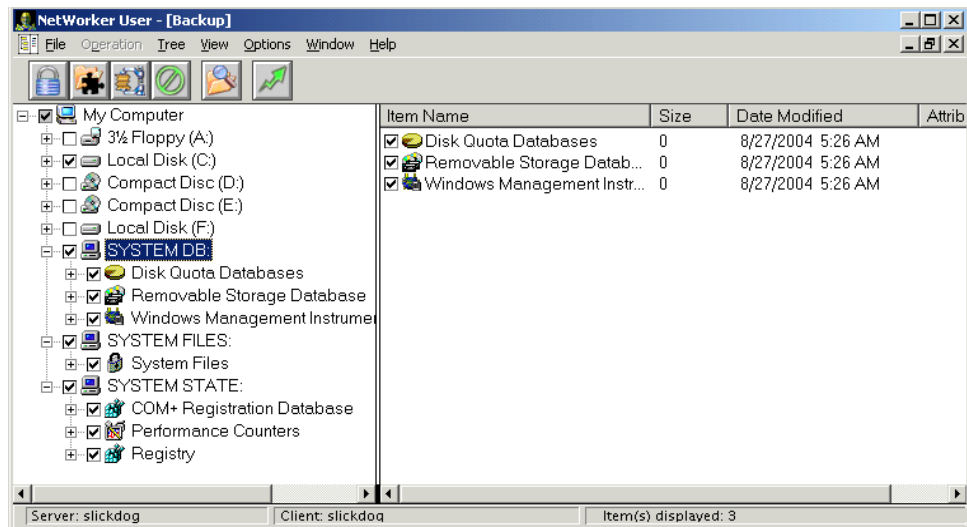 NetWorker User - [Backup]
File Operation Tree View Options Window Help
My Computer
3½ Floppy (A:)
Local Disk (C:)
Compact Disc (D:)
Compact Disc (E:)
Local Disk (F:)
SYSTEM DB:
Disk Quota Databases
Removable Storage Database
Windows Management Instrumer
SYSTEM FILES:
System Files
SYSTEM STATE:
COM+ Registration Database
Performance Counters
Registry
Item Name Size Date Modified Attrib
Disk Quota Databases 0 8/27/2004 5:26 AM
Removable Storage Datab... 0 8/27/2004 5:26 AM
Windows Management Instr... 0 8/27/2004 5:26 AM
Server: slickdog Client: slickdog Item(s) displayed: 3